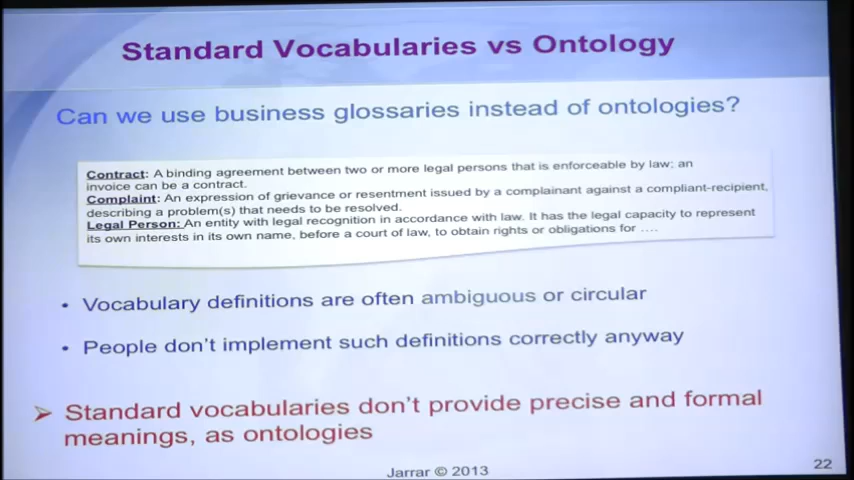 Standard Vocabularies vs Ontology
Can we use business glossaries instead of ontologies?
Contract: A binding agreement between two or more legal persons that is enforceable by law; an
invoice can be a contract.
Complaint: An expression of grievance or resentment issued by a complainant against a compliant-recipient,
describing a problem(s) that needs to be resolved.
Legal Person: An entity with legal recognition in accordance with law. It has the legal capacity to represent
its own interests in its own name, before a court of law, to obtain rights or obligations for ….
• Vocabulary definitions are often ambiguous or circular
• People don't implement such definitions correctly anyway
➢ Standard vocabularies don't provide precise and formal
meanings, as ontologies
Jarrar © 2013
22